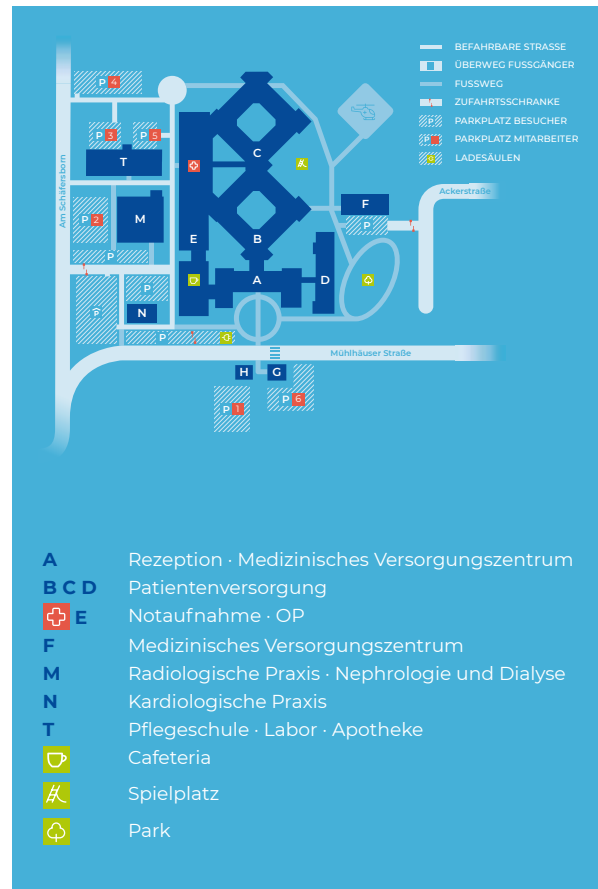 BEFAHRBARE STRASSE
ÜBERWEG FUSSGÄNGER
FUSSWEG
ZUFAHRTSSCHRANKE
P PARKPLATZ BESUCHER
P PARKPLATZ MITARBEITER
LADESÄULEN
P 4
P 3
P 5
T
C
Am Schäfersborn
Ackerstraße
F
P 2
M
P
E
B
P
A
D
P
P
N
P
Mühlhäuser Straße
H
G
P 1
P 6
A Rezeption · Medizinisches Versorgungszentrum
B C D Patientenversorgung
E Notaufnahme · OP
F Medizinisches Versorgungszentrum
M Radiologische Praxis · Nephrologie und Dialyse
N Kardiologische Praxis
T Pflegeschule · Labor · Apotheke
Cafeteria
Spielplatz
Park